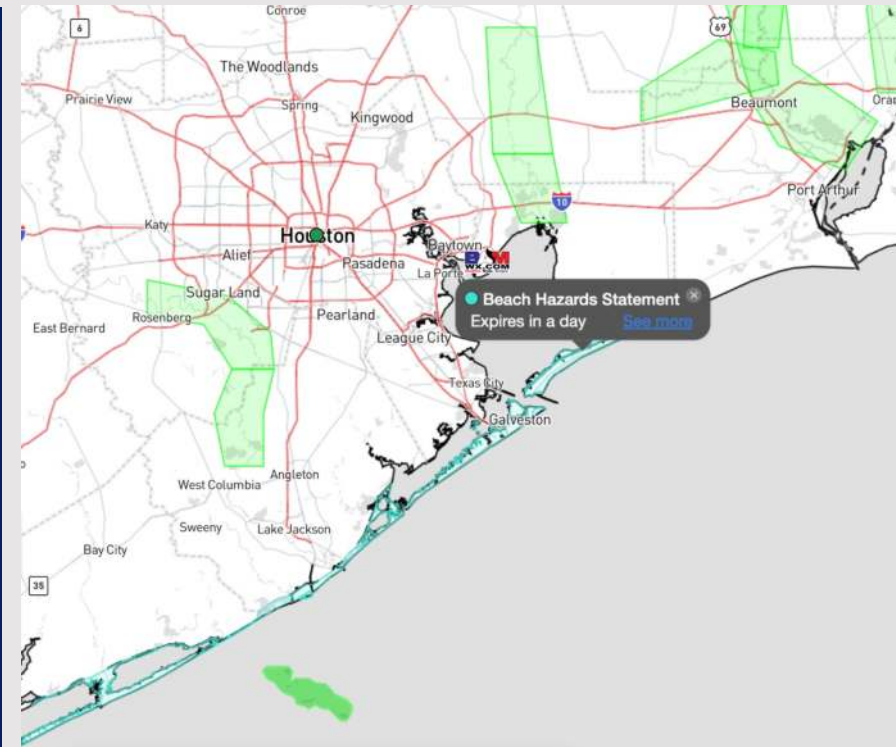 Conroe
6
69
The Woodlands
Prairie View
Spring
Beaumont
Kingwood
Port Arthur
10
Katy
Houston
Baytown
Alief
Pasadena
La Porte
WX.COM
Sugar Land
Beach Hazards Statement
Rosenberg
Pearland
Expires in a day
See more
East Bernard
League City
Texas City
Galveston
West Columbia
Angleton
Sweeny
Lake Jackson
Bay City
35